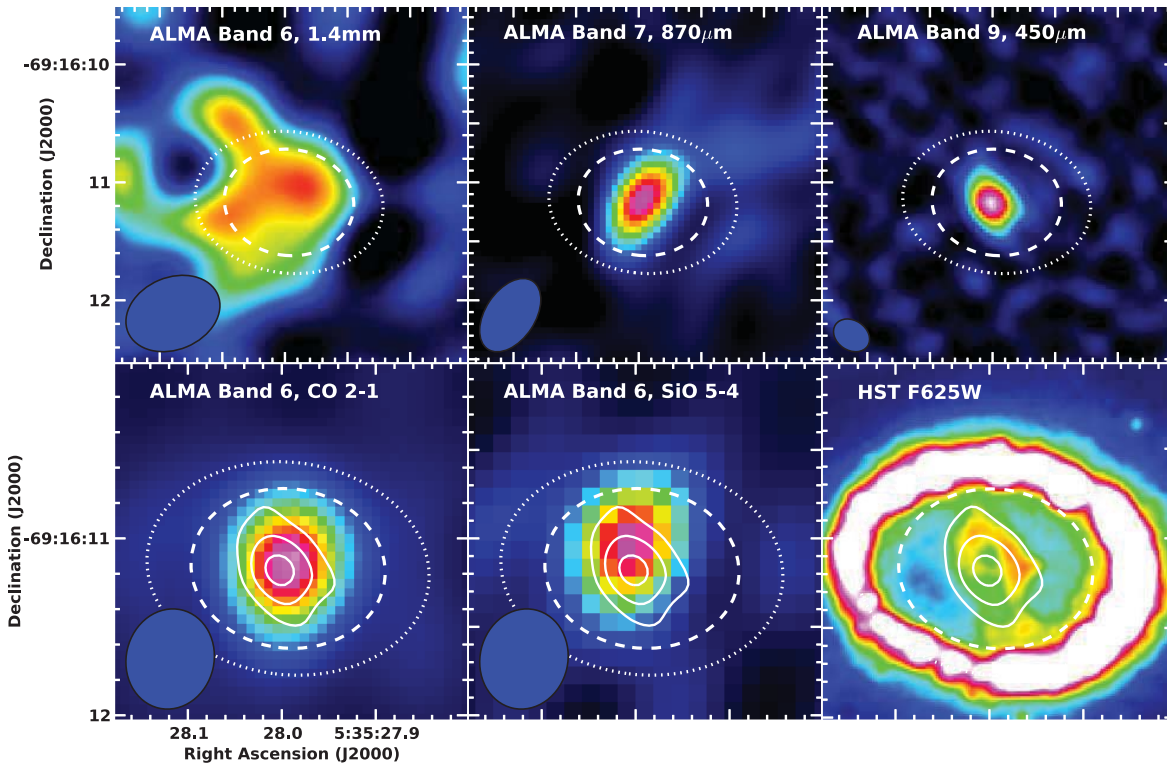 ALMA Band 6, 1.4mm
ALMA Band 7, 870μm
ALMA Band 9, 450μm
-69:16:10
11
12
Declination (J2000)
ALMA Band 6, CO 2-1
ALMA Band 6, SiO 5-4
HST F625W
-69:16:11
12
Declination (J2000)
28.1
28.0
5:35:27.9
Right Ascension (J2000)